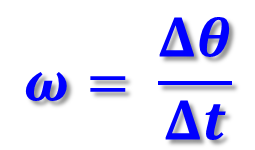 ω = Δθ / Δt